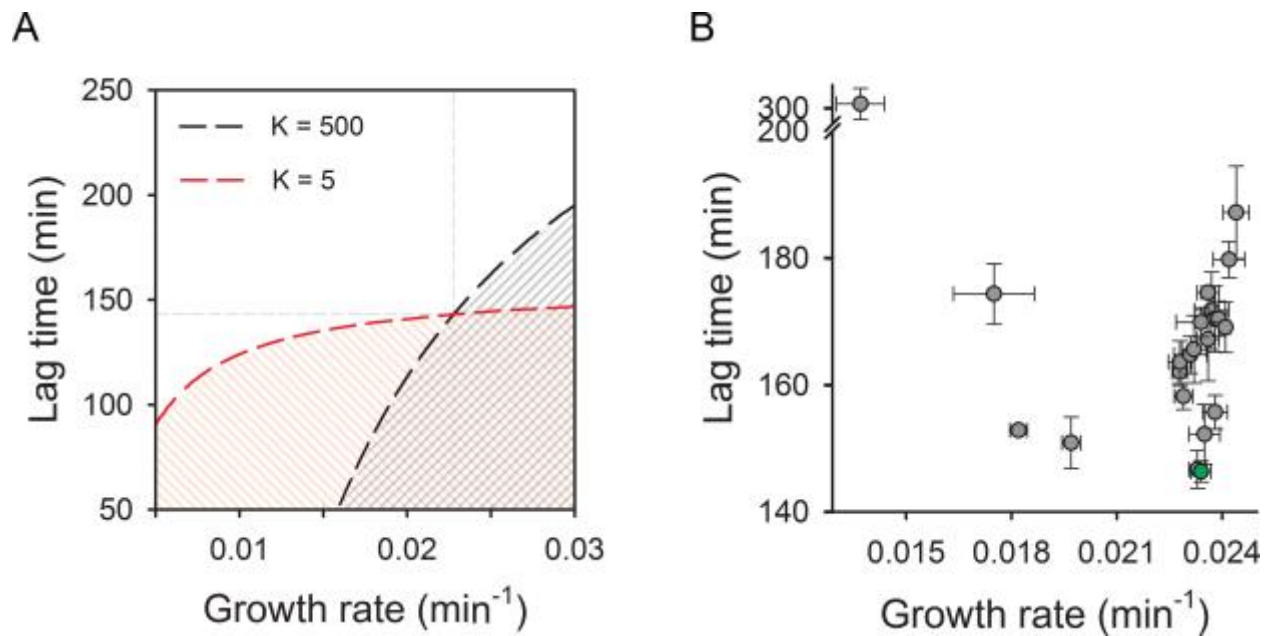 A
B
250
200
150
100
50
Lag time (min)
K = 500
K = 5
0.01
0.02
0.03
Growth rate (min-1)
300
200
180
160
140
Lag time (min)
0.015
0.018
0.021
0.024
Growth rate (min-1)